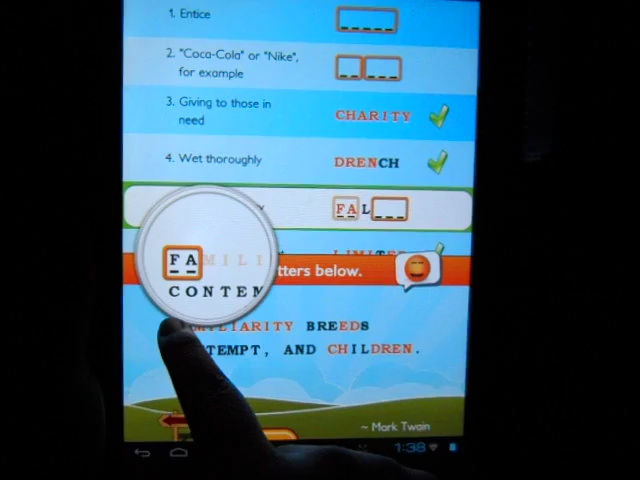 1. Entice
2. "Coca-Cola" or "Nike",
for example
3. Giving to those in
need
CHARITY
4. Wet thoroughly
DRENCH
FAL
FAMILI
tters below.
CONTEM
FAMILIARITY BREEDS
TEMPT, AND CHILDREN.
~ Mark Twain
1:38